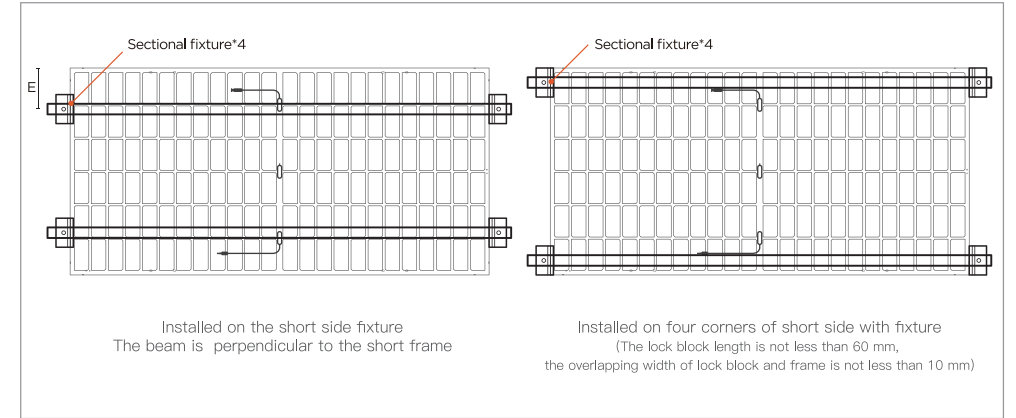 Sectional fixture*4
Sectional fixture*4
E
Installed on the short side fixture
The beam is perpendicular to the short frame
Installed on four corners of short side with fixture
(The lock block length is not less than 60 mm,
the overlapping width of lock block and frame is not less than 10 mm)